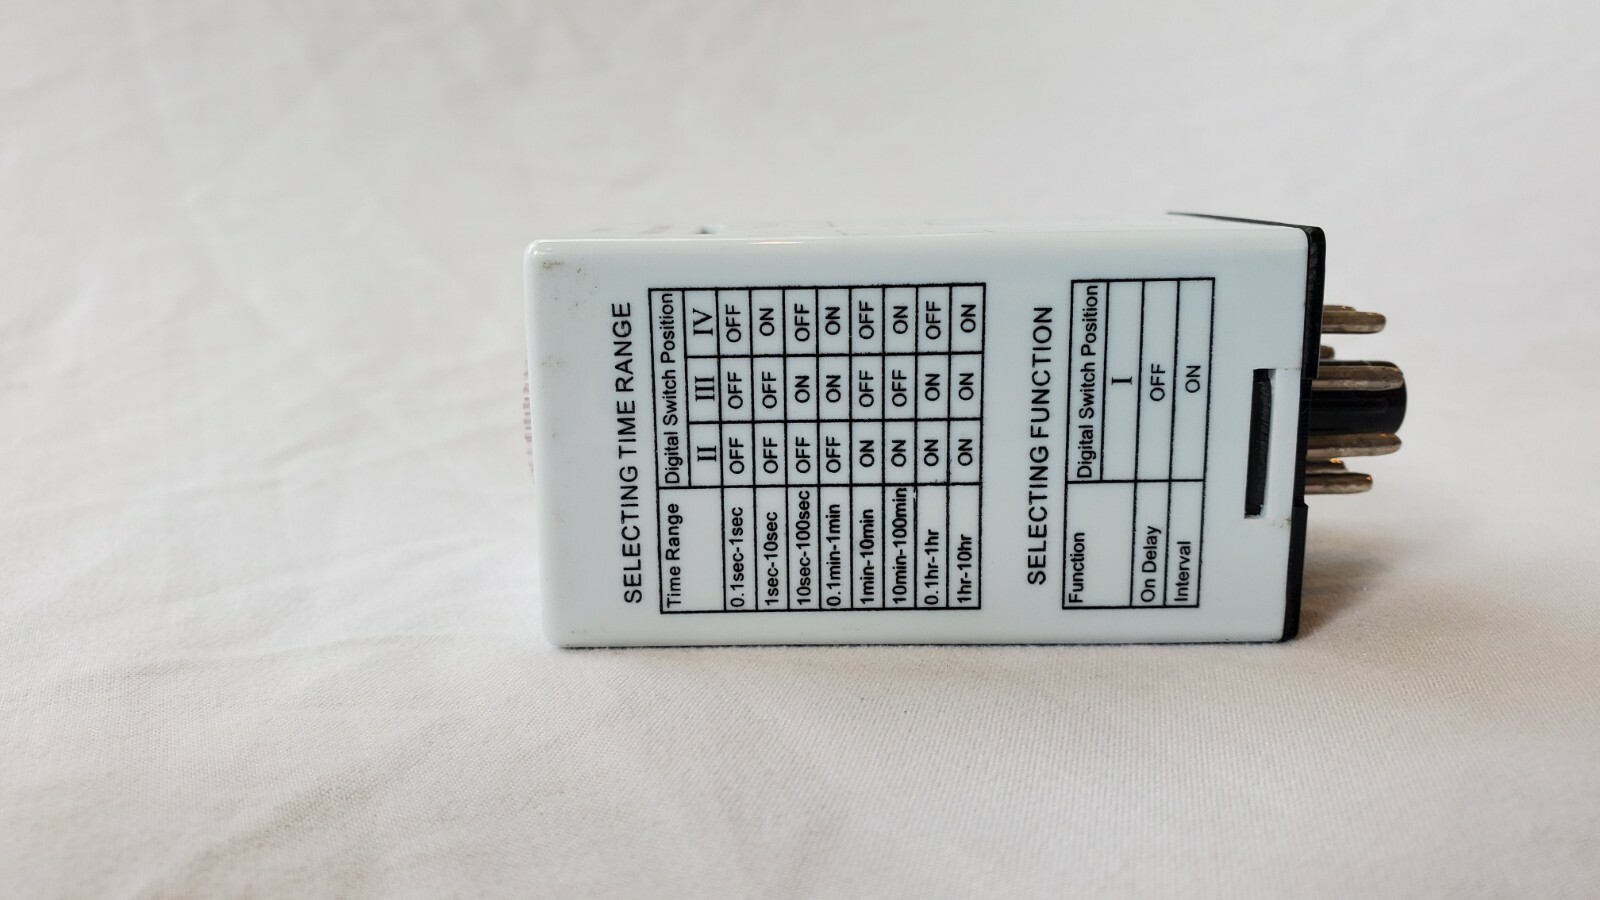 SELECTING TIME RANGE
Time Range Digital Switch Position
II III IV
0.1sec-1sec OFF OFF OFF
1sec-10sec OFF OFF ON
10sec-100sec OFF ON OFF
0.1min-1min OFF ON ON
1min-10min ON OFF OFF
10min-100min ON OFF ON
0.1hr-1hr ON ON OFF
1hr-10hr ON ON ON
SELECTING FUNCTION
Function Digital Switch Position
I
On Delay OFF
Interval ON